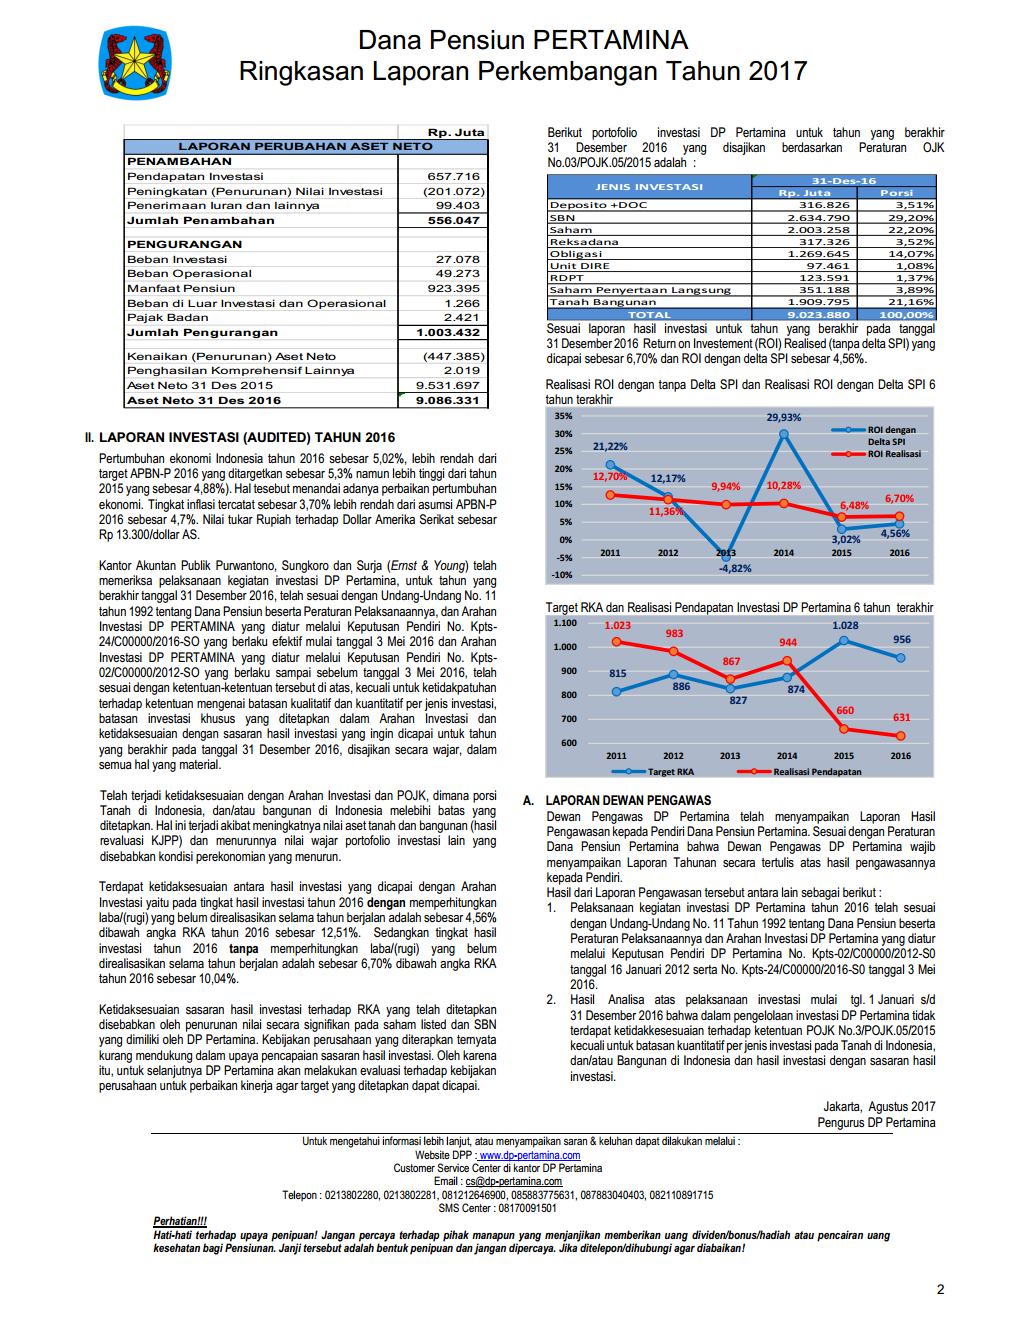 Dana Pensiun PERTAMINA
Ringkasan Laporan Perkembangan Tahun 2017
Rp. Juta
LAPORAN PERUBAHAN ASET NETO
PENAMBAHAN
Pendapatan Investasi 657.716
Peningkatan (Penurunan) Nilai Investasi (201.072)
Penerimaan Iuran dan lainnya 99.403
Jumlah Penambahan 556.047
PENGURANGAN
Beban Investasi 27.078
Beban Operasional 49.273
Manfaat Pensiun 923.395
Beban di Luar Investasi dan Operasional 1.266
Pajak Badan 2.421
Jumlah Pengurangan 1.003.432
Kenaikan (Penurunan) Aset Neto (447.385)
Penghasilan Komprehensif Lainnya 2.019
Aset Neto 31 Des 2015 9.531.697
Aset Neto 31 Des 2016 9.086.331
II. LAPORAN INVESTASI (AUDITED) TAHUN 2016
Pertumbuhan ekonomi Indonesia tahun 2016 sebesar 5,02%, lebih rendah dari
target APBN-P 2016 yang ditargetkan sebesar 5,3% namun lebih tinggi dari tahun
2015 yang sebesar 4,88%). Hal tesebut menandai adanya perbaikan pertumbuhan
ekonomi. Tingkat inflasi tercatat sebesar 3,70% lebih rendah dari asumsi APBN-P
2016 sebesar 4,7%. Nilai tukar Rupiah terhadap Dollar Amerika Serikat sebesar
Rp 13.300/dollar AS.
Kantor Akuntan Publik Purwantono, Sungkoro dan Surja (Ernst & Young) telah
memeriksa pelaksanaan kegiatan investasi DP Pertamina, untuk tahun yang
berakhir tanggal 31 Desember 2016, telah sesuai dengan Undang-Undang No. 11
tahun 1992 tentang Dana Pensiun beserta Peraturan Pelaksanaannya, dan Arahan
Investasi DP PERTAMINA yang diatur melalui Keputusan Pendiri No. Kpts-
24/C00000/2016-SO yang berlaku efektif mulai tanggal 3 Mei 2016 dan Arahan
Investasi DP PERTAMINA yang diatur melalui Keputusan Pendiri No. Kpts-
02/C00000/2012-SO yang berlaku sampai sebelum tanggal 3 Mei 2016, telah
sesuai dengan ketentuan-ketentuan tersebut di atas, kecuali untuk ketidakpatuhan
terhadap ketentuan mengenai batasan kualitatif dan kuantitatif per jenis investasi,
batasan investasi khusus yang ditetapkan dalam Arahan Investasi dan
ketidaksesuaian dengan sasaran hasil investasi yang ingin dicapai untuk tahun
yang berakhir pada tanggal 31 Desember 2016, disajikan secara wajar, dalam
semua hal yang material.
Telah terjadi ketidaksesuaian dengan Arahan Investasi dan POJK, dimana porsi
Tanah di Indonesia, dan/atau bangunan di Indonesia melebihi batas yang
ditetapkan. Hal ini terjadi akibat meningkatnya nilai aset tanah dan bangunan (hasil
revaluasi KJPP) dan menurunnya nilai wajar portofolio investasi lain yang
disebabkan kondisi perekonomian yang menurun.
Terdapat ketidaksesuaian antara hasil investasi yang dicapai dengan Arahan
Investasi yaitu pada tingkat hasil investasi tahun 2016 dengan memperhitungkan
laba/(rugi) yang belum direalisasikan selama tahun berjalan adalah sebesar 4,56%
dibawah angka RKA tahun 2016 sebesar 12,51%. Sedangkan tingkat hasil
investasi tahun 2016 tanpa memperhitungkan laba/(rugi) yang belum
direalisasikan selama tahun berjalan adalah sebesar 6,70% dibawah angka RKA
tahun 2016 sebesar 10,04%.
Ketidaksesuaian sasaran hasil investasi terhadap RKA yang telah ditetapkan
disebabkan oleh penurunan nilai secara signifikan pada saham listed dan SBN
yang dimiliki oleh DP Pertamina. Kebijakan perusahaan yang diterapkan ternyata
kurang mendukung dalam upaya pencapaian sasaran hasil investasi. Oleh karena
itu, untuk selanjutnya DP Pertamina akan melakukan evaluasi terhadap kebijakan
perusahaan untuk perbaikan kinerja agar target yang ditetapkan dapat dicapai.
Berikut portofolio investasi DP Pertamina untuk tahun yang berakhir
31 Desember 2016 yang disajikan berdasarkan Peraturan OJK
No.03/POJK.05/2015 adalah :
JENIS INVESTASI 31-Des-16
Rp. Juta Porsi
Deposito +DOC 316.826 3,51%
SBN 2.634.790 29,20%
Saham 2.003.258 22,20%
Reksadana 317.326 3,52%
Obligasi 1.269.645 14,07%
Unit DIRE 97.461 1,08%
RDPT 123.591 1,37%
Saham Penyertaan Langsung 351.188 3,89%
Tanah Bangunan 1.909.795 21,16%
TOTAL 9.023.880 100,00%
Sesuai laporan hasil investasi untuk tahun yang berakhir pada tanggal
31 Desember 2016 Return on Investement (ROI) Realised (tanpa delta SPI) yang
dicapai sebesar 6,70% dan ROI dengan delta SPI sebesar 4,56%.
Realisasi ROI dengan tanpa Delta SPI dan Realisasi ROI dengan Delta SPI 6
tahun terakhir
35%
30%
25%
20%
15%
10%
5%
0%
-5%
-10%
21,22% 12,17% -4,82% 29,93% 3,02% 4,56%
12,70% 11,36% 9,94% 10,28% 6,48% 6,70%
2011 2012 2013 2014 2015 2016
ROI dengan
Delta SPI
ROI Realisasi
Target RKA dan Realisasi Pendapatan Investasi DP Pertamina 6 tahun terakhir
1.100
1.000
900
800
700
600
1.023 983 867 944 660 631
815 886 827 874 1.028 956
2011 2012 2013 2014 2015 2016
Target RKA Realisasi Pendapatan
A. LAPORAN DEWAN PENGAWAS
Dewan Pengawas DP Pertamina telah menyampaikan Laporan Hasil
Pengawasan kepada Pendiri Dana Pensiun Pertamina. Sesuai dengan Peraturan
Dana Pensiun Pertamina bahwa Dewan Pengawas DP Pertamina wajib
menyampaikan Laporan Tahunan secara tertulis atas hasil pengawasannya
kepada Pendiri.
Hasil dari Laporan Pengawasan tersebut antara lain sebagai berikut :
1. Pelaksanaan kegiatan investasi DP Pertamina tahun 2016 telah sesuai
dengan Undang-Undang No. 11 Tahun 1992 tentang Dana Pensiun beserta
Peraturan Pelaksanaannya dan Arahan Investasi DP Pertamina yang diatur
melalui Keputusan Pendiri DP Pertamina No. Kpts-02/C00000/2012-S0
tanggal 16 Januari 2012 serta No. Kpts-24/C00000/2016-S0 tanggal 3 Mei
2016.
2. Hasil Analisa atas pelaksanaan investasi mulai tgl. 1 Januari s/d
31 Desember 2016 bahwa dalam pengelolaan investasi DP Pertamina tidak
terdapat ketidakkesesuaian terhadap ketentuan POJK No.3/POJK.05/2015
kecuali untuk batasan kuantitatif per jenis investasi pada Tanah di Indonesia,
dan/atau Bangunan di Indonesia dan hasil investasi dengan sasaran hasil
investasi.
Jakarta, Agustus 2017
Pengurus DP Pertamina
Untuk mengetahui informasi lebih lanjut, atau menyampaikan saran & keluhan dapat dilakukan melalui :
Website DPP : www.dp-pertamina.com
Customer Service Center di kantor DP Pertamina
Email : cs@dp-pertamina.com
Telepon : 0213802280, 0213802281, 081212646900, 085883775631, 087883040403, 082110891715
SMS Center : 08170091501
Perhatian!!!
Hati-hati terhadap upaya penipuan! Jangan percaya terhadap pihak manapun yang menjanjikan memberikan uang dividen/bonus/hadiah atau pencairan uang
kesehatan bagi Pensiunan. Janji tersebut adalah bentuk penipuan dan jangan dipercaya. Jika ditelepon/dihubungi agar diabaikan!
2